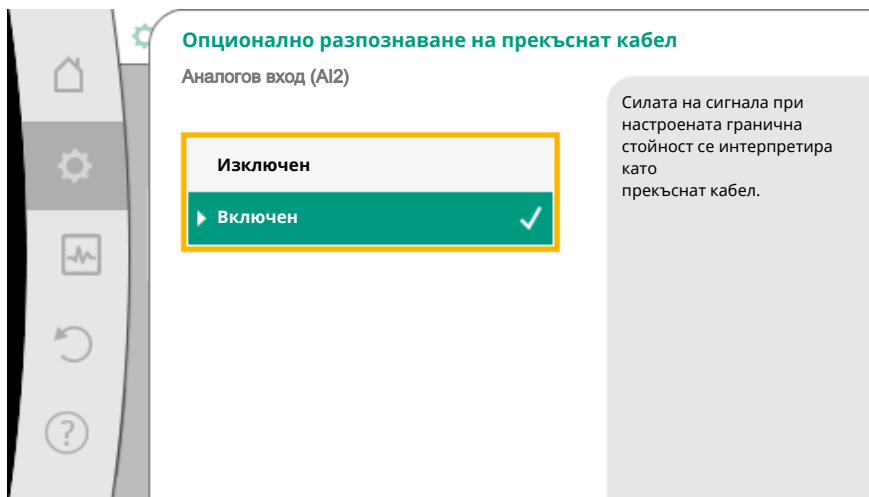 Опционално разпознаване на прекъснат кабел
Аналогов вход (AI2)
Изключен
Включен
Силата на сигнала при
настроената гранична
стойност се интерпретира
като
прекъснат кабел.
?